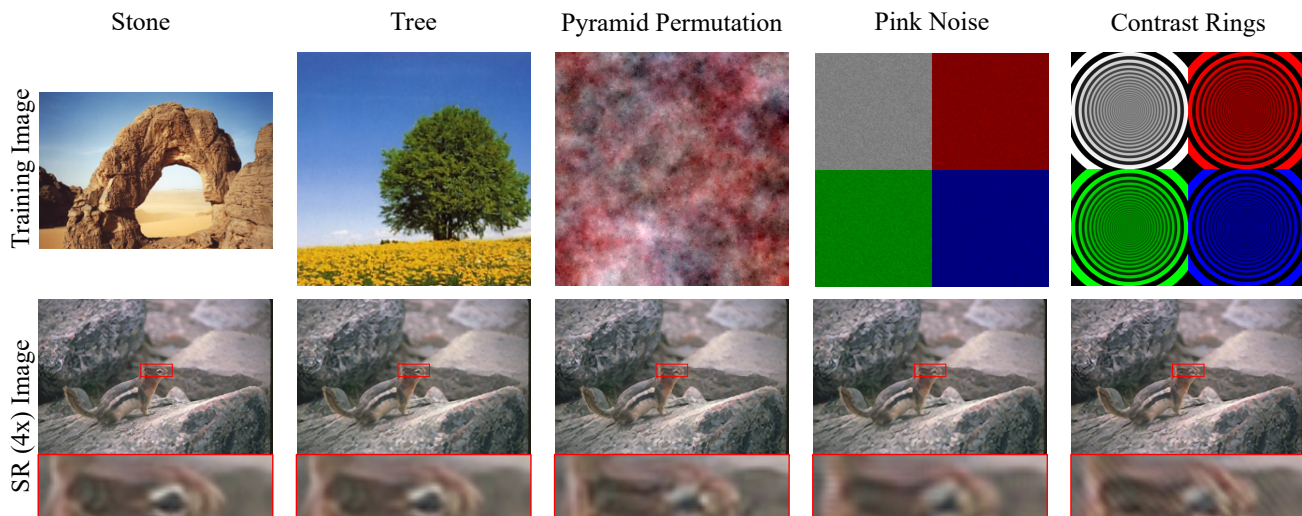 Stone
Tree
Pyramid Permutation
Pink Noise
Contrast Rings
Training Image
SR (4x) Image